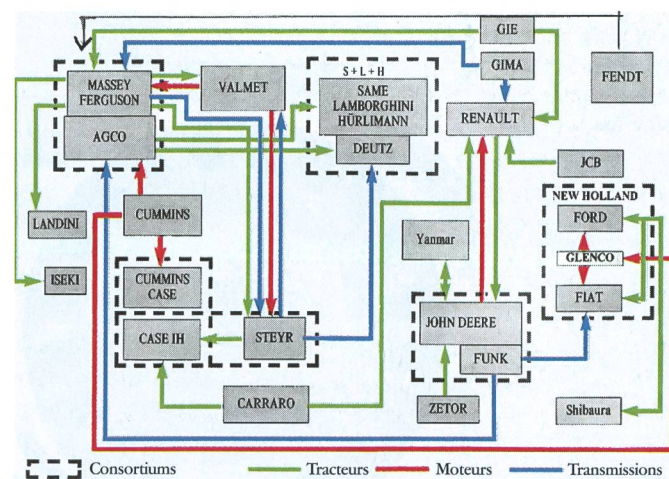 GIE
GIMA
FENDT
MASSEY
FERGUSON
VALMET
S + L + H
SAME
LAMBORGHINI
HÜRLIMANN
RENAULT
AGCO
DEUTZ
JCB
NEW HOLLAND
LANDINI
CUMMINS
FORD
Yanmar
GLENCO
ISEKI
CUMMINS
CASE
FIAT
CASE IH
STEYR
JOHN DEERE
FUNK
CARRARO
ZETOR
Shibaura
Consortiums
Tracteurs
Moteurs
Transmissions